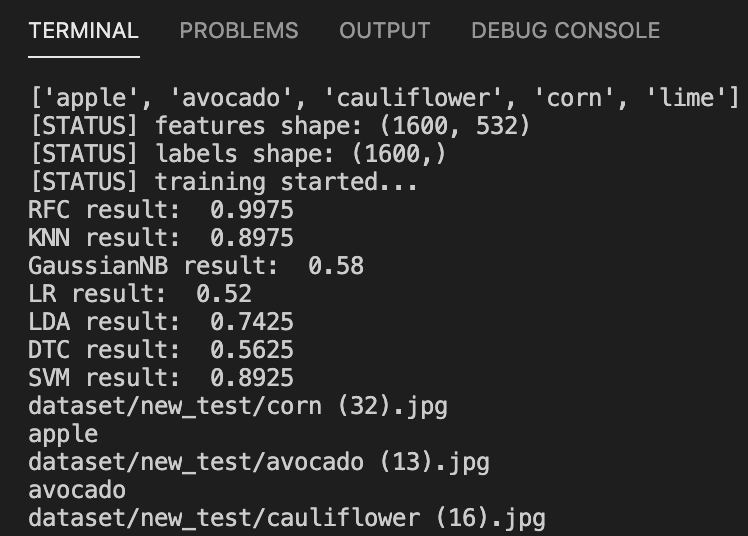 TERMINAL PROBLEMS OUTPUT DEBUG CONSOLE
['apple', 'avocado', 'cauliflower', 'corn', 'lime']
[STATUS] features shape: (1600, 532)
[STATUS] labels shape: (1600,)
[STATUS] training started...
RFC result:  0.9975
KNN result:  0.8975
GaussianNB result:  0.58
LR result:  0.52
LDA result:  0.7425
DTC result:  0.5625
SVM result:  0.8925
dataset/new_test/corn (32).jpg
apple
dataset/new_test/avocado (13).jpg
avocado
dataset/new_test/cauliflower (16).jpg